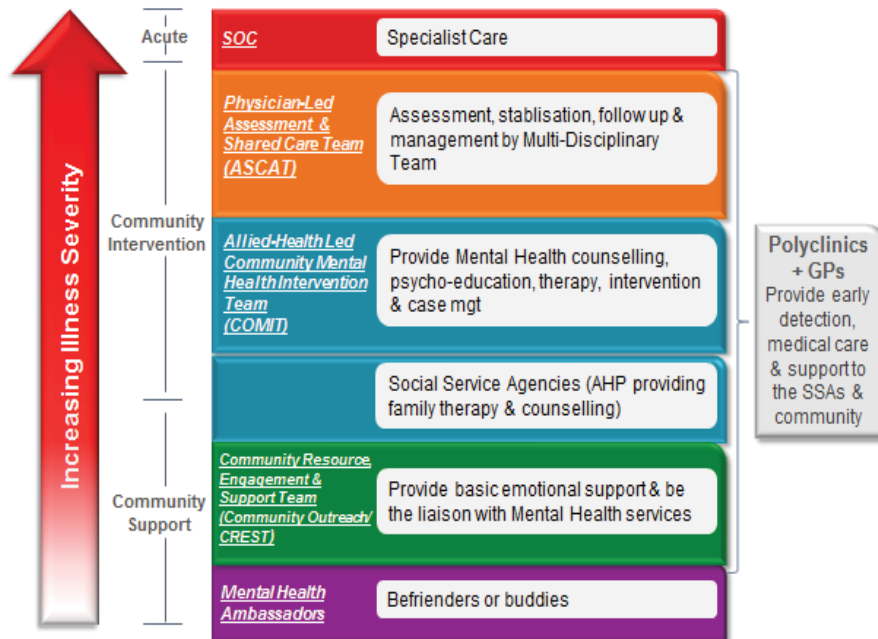 Increasing Illness Severity
Acute
Community
Intervention
Community
Support
SOC
Specialist Care
Physician-Led
Assessment &
Shared Care Team
(ASCAT)
Assessment, stablisation, follow up &
management by Multi-Disciplinary
Team
Allied-Health Led
Community Mental
Health Intervention
Team
(COMIT)
Provide Mental Health counselling,
psycho-education, therapy, intervention
& case mgt
Social Service Agencies (AHP providing
family therapy & counselling)
Community Resource,
Engagement &
Support Team
(Community Outreach/
CREST)
Provide basic emotional support & be
the liaison with Mental Health services
Mental Health
Ambassadors
Befrienders or buddies
Polyclinics
+ GPs
Provide early
detection,
medical care
& support to
the SSAs &
community